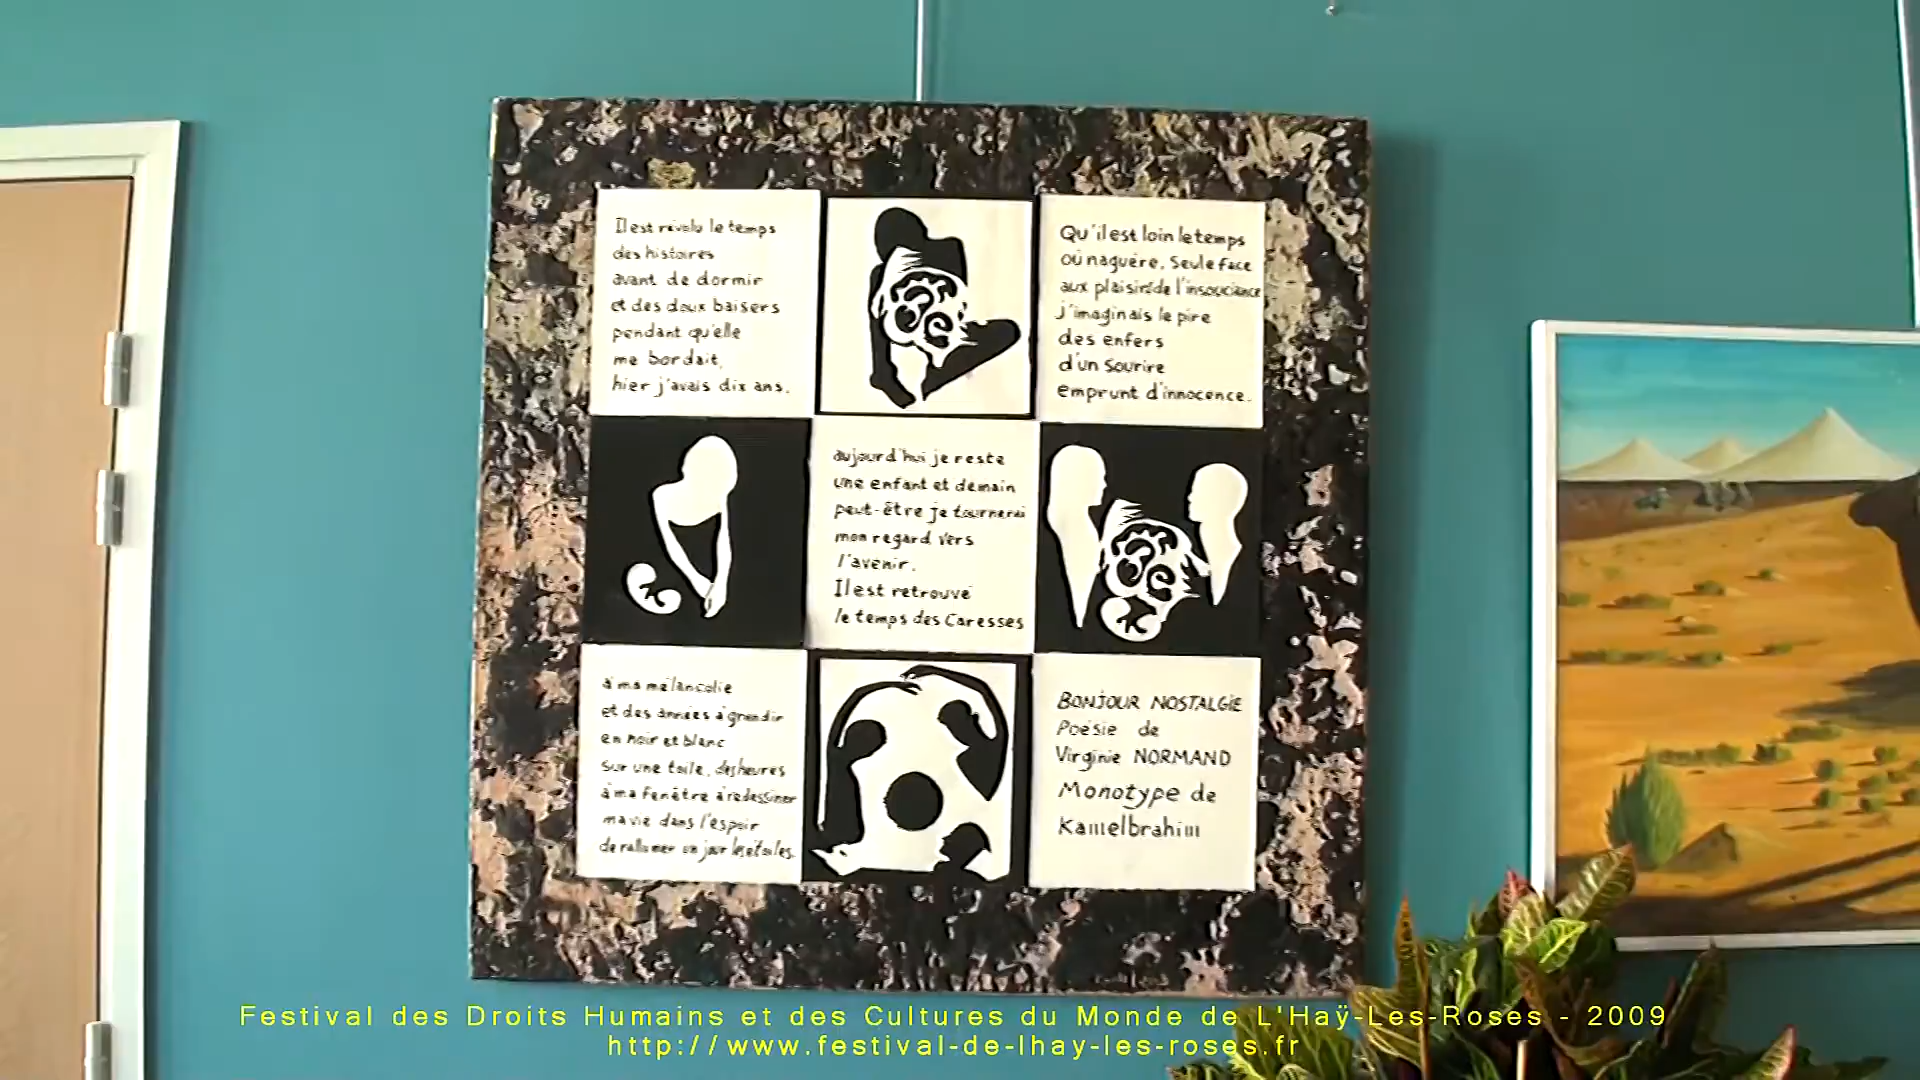 Il est révolu le temps
des histoires
avant de dormir
et des doux baisers
pendant qu'elle
me bordait,
hier j'avais dix ans.
Qu'il est loin le temps
où naguère, seule face
aux plaisirs de l'insouciance
j'imaginais le pire
des enfers
d'un sourire
emprunt d'innocence.
aujourd'hui je reste
une enfant et demain
peut-être je tournerai
mon regard vers
l'avenir.
Il est retrouvé
le temps des Caresses
à ma mélancolie
et des années à grandir
en noir et blanc
sur une toile, des heures
à ma fenêtre à redessiner
ma vie dans l'espoir
de rallumer un jour les étoiles.
BONJOUR NOSTALGIE
Poésie de
Virginie NORMAND
Monotype de
Kamelbrahim
Festival des Droits Humains et des Cultures du Monde de L'Haÿ-Les-Roses - 2009
http://www.festival-de-lhay-les-roses.fr